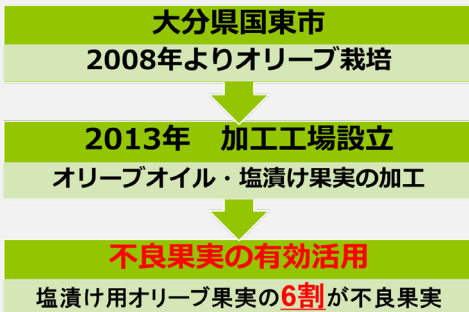 大分県国東市
2008年よりオリーブ栽培
2013年　加工工場設立
オリーブオイル・塩漬け果実の加工
不良果実の有効活用
塩漬け用オリーブ果実の6割が不良果実